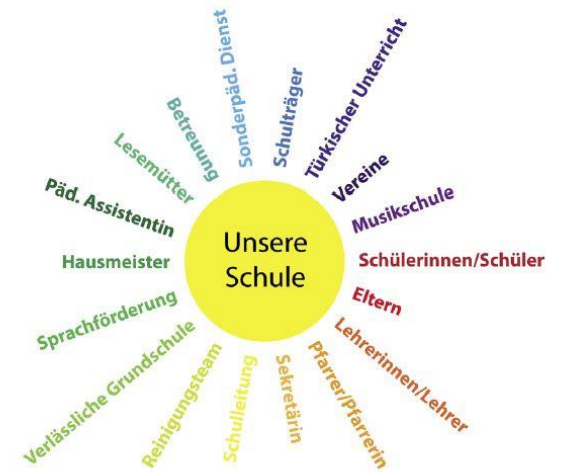 Unsere
Schule
Sonderpäd. Dienst
Schulträger
Türkischer Unterricht
Vereine
Musikschule
Schülerinnen/Schüler
Eltern
Lehrerinnen/Lehrer
Pfarrer/Pfarrerin
Sekretärin
Schulleitung
Reinigungsteam
Verlässliche Grundschule
Sprachförderung
Hausmeister
Päd. Assistentin
Lesemütter
Betreuung